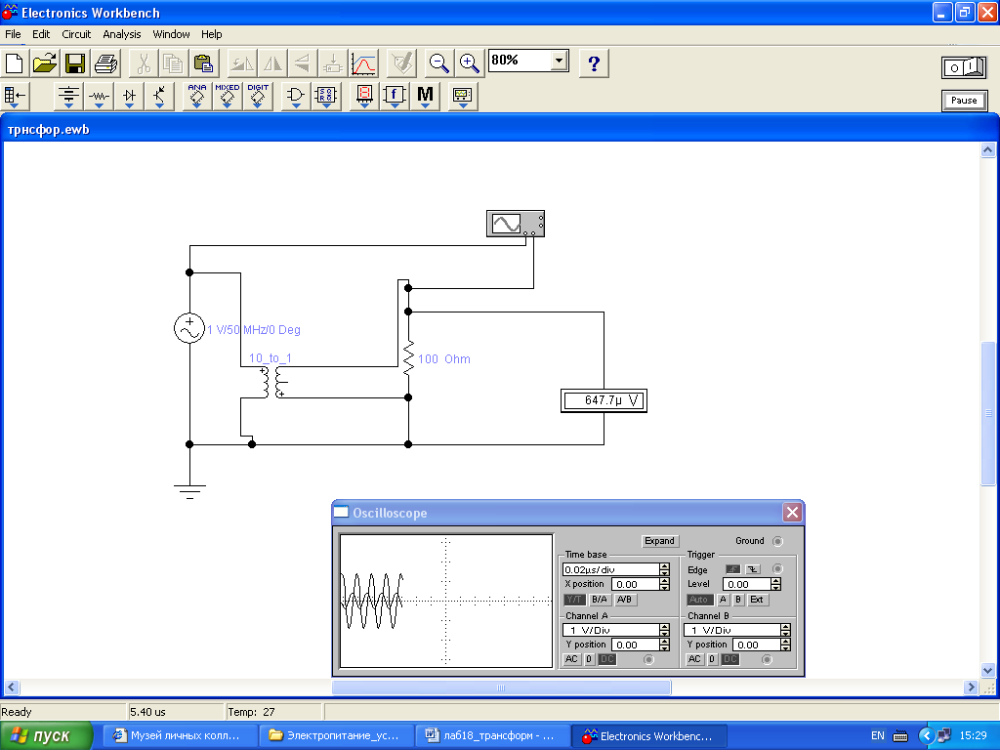 Electronics Workbench
File Edit Circuit Analysis Window Help
80%
?
ANA MIXED DIGIT
f M
Pause
трнсфор.ewb
1 V/50 MHz/0 Deg
10_to_1
100 Ohm
647.7µ V
Oscilloscope
Expand Ground
Time base Trigger
0.02µs/div Edge
X position 0.00 Level 0.00
Y/T B/A A/B Auto A B Ext
Channel A Channel B
1 V/Div 1 V/Div
Y position 0.00 Y position 0.00
AC 0 DC AC 0 DC
Ready 5.40 us Temp: 27
пуск Музей личных колл... Электропитание_ус... лаб18_трансформ - ... Electronics Workbenc... EN 15:29